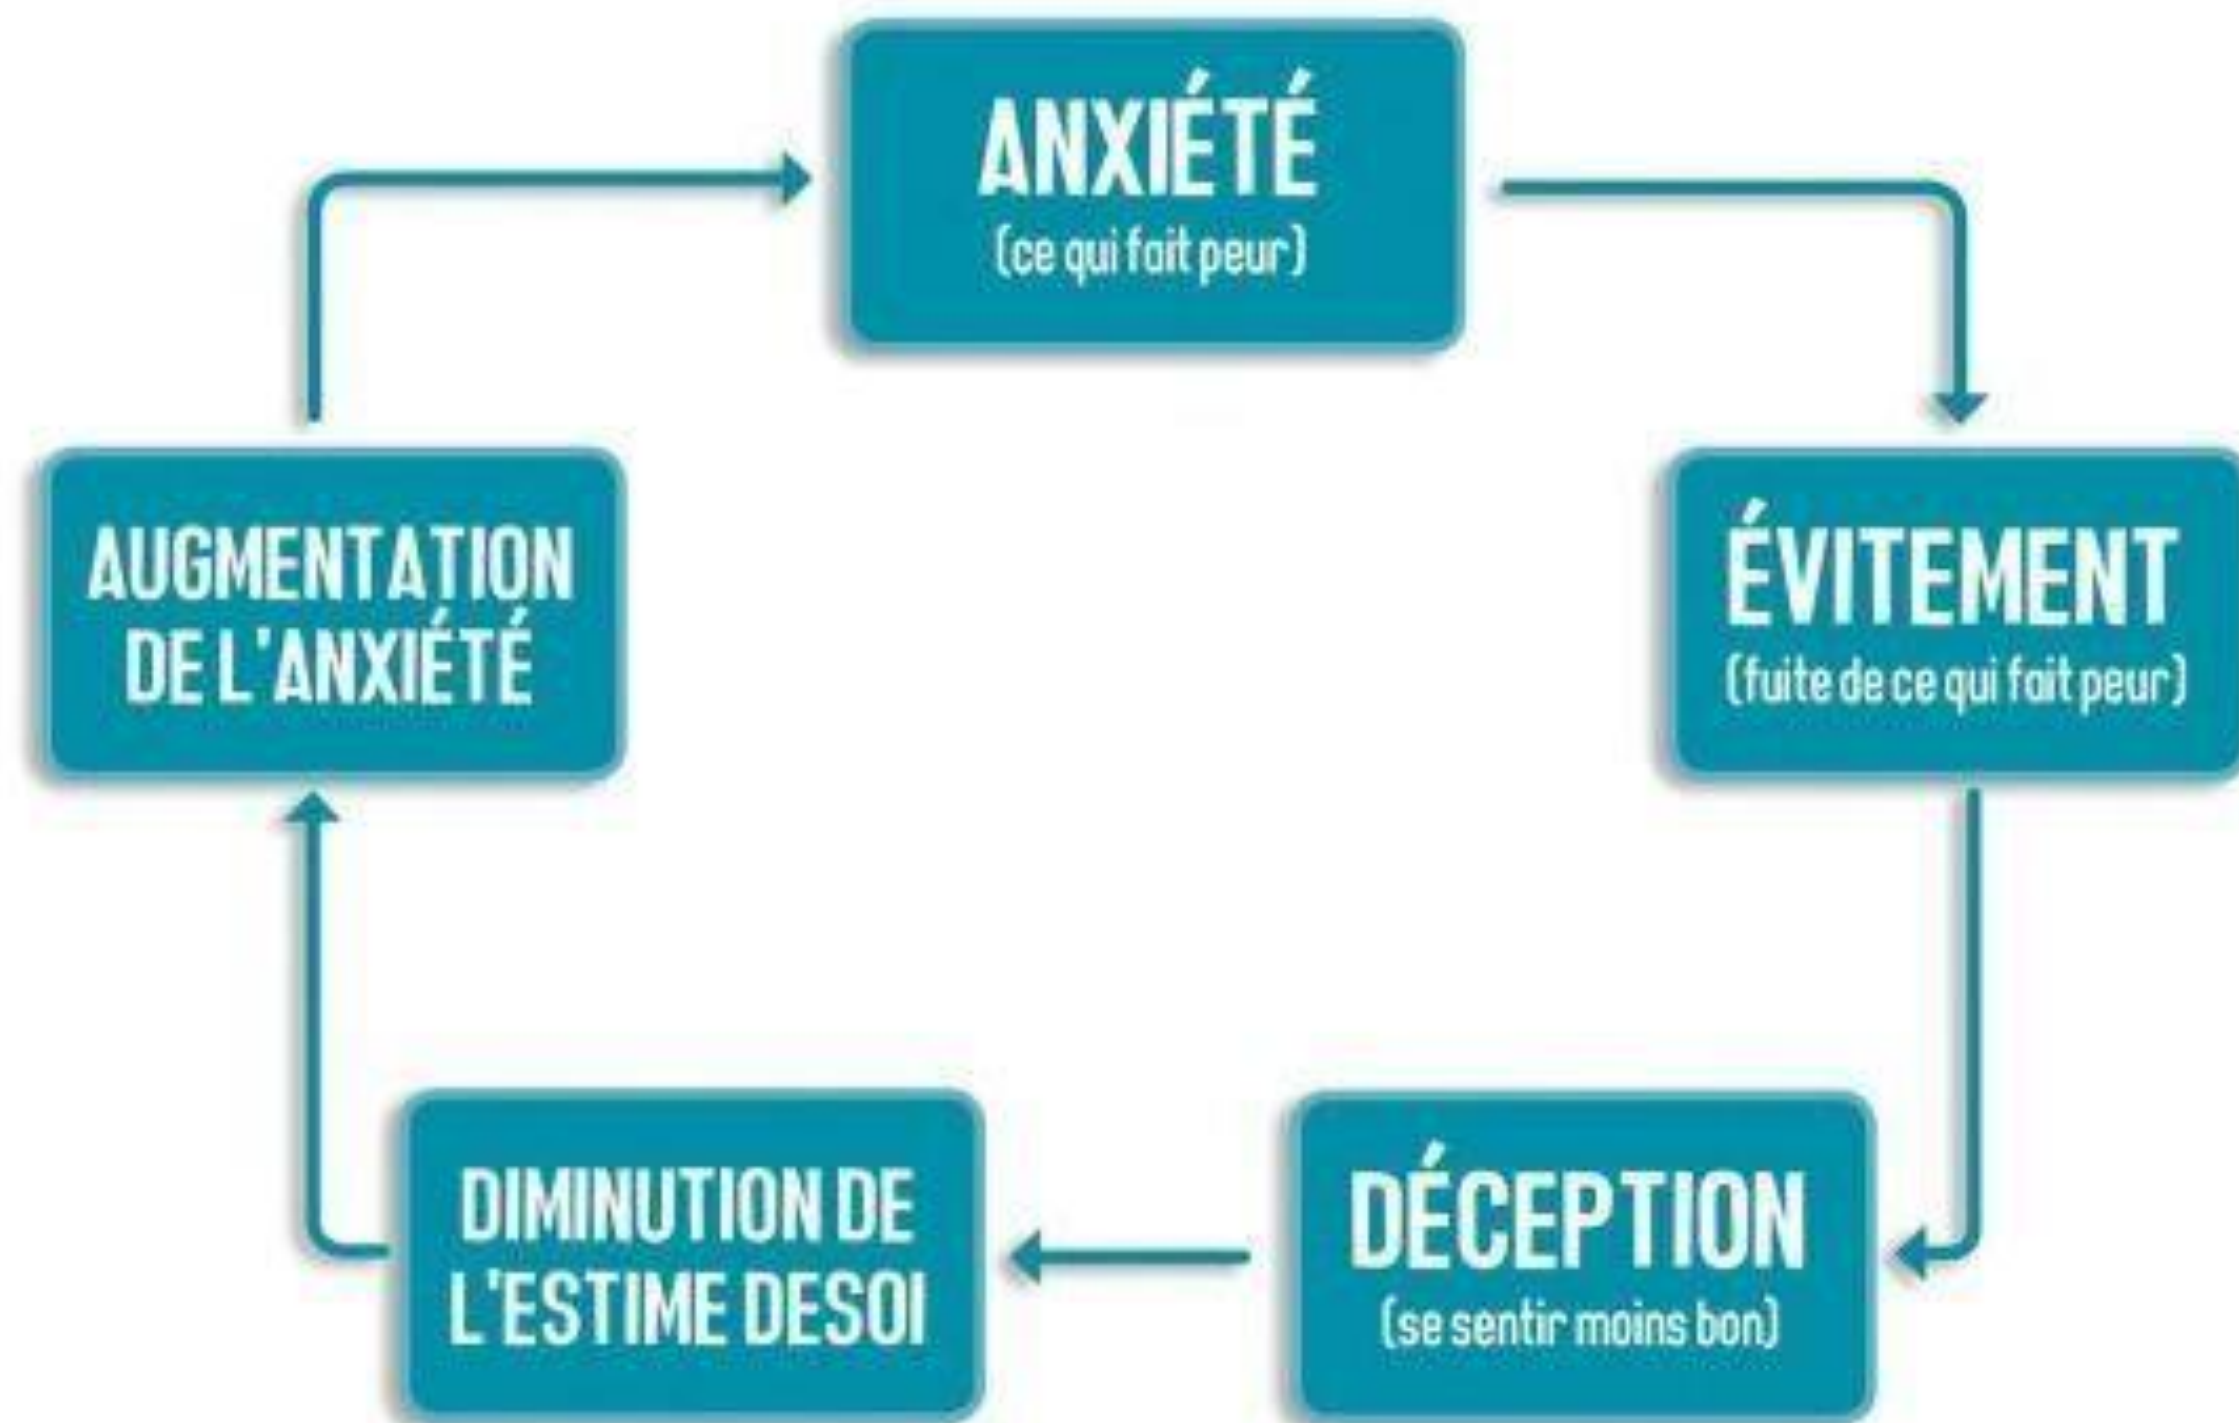 ANXIÉTÉ
(ce qui fait peur)
ÉVITEMENT
(fuite de ce qui fait peur)
DÉCEPTION
(se sentir moins bon)
DIMINUTION DE
L'ESTIME DESOI
AUGMENTATION
DE L'ANXIÉTÉ